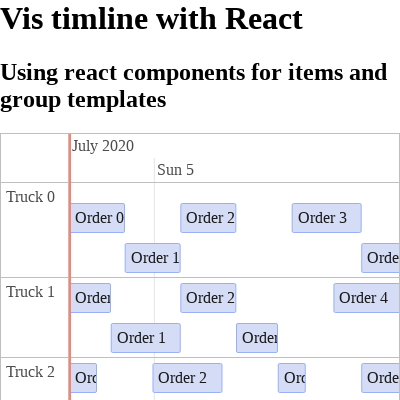 Vis timline with React
Using react components for items and
group templates
July 2020
Sun 5
Truck 0
Order 0 Order 2 Order 3
Order 1 Orde
Truck 1
Order Order 2 Order 4
Order 1 Order
Truck 2
Ord Order 2 Ord Orde